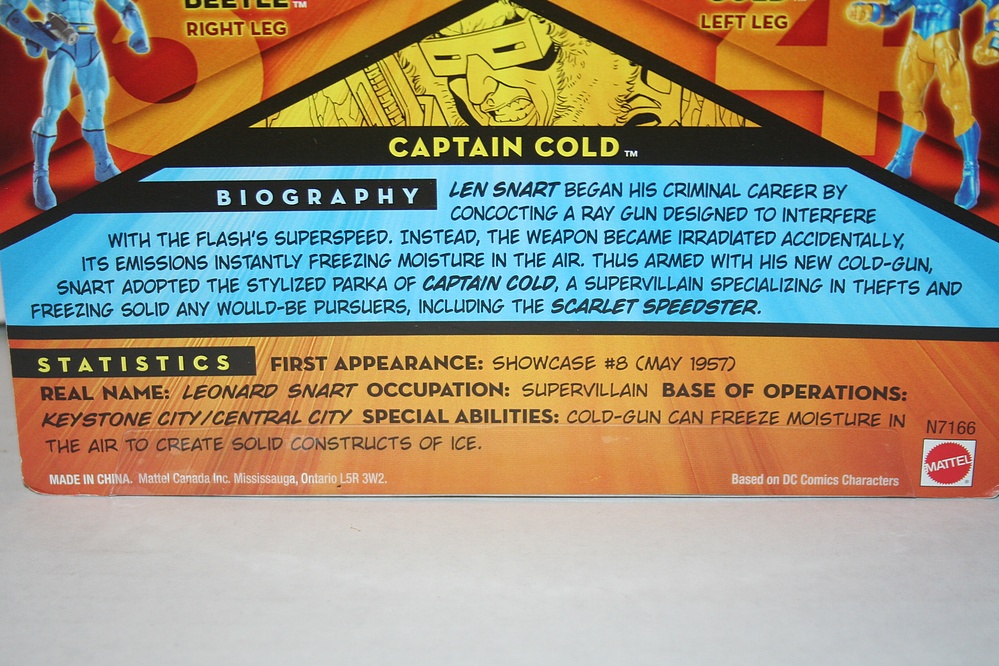 BEETLE™
RIGHT LEG
GOLD™
LEFT LEG
3
4
CAPTAIN COLD™
BIOGRAPHY LEN SNART BEGAN HIS CRIMINAL CAREER BY
CONCOCTING A RAY GUN DESIGNED TO INTERFERE
WITH THE FLASH'S SUPERSPEED. INSTEAD, THE WEAPON BECAME IRRADIATED ACCIDENTALLY,
ITS EMISSIONS INSTANTLY FREEZING MOISTURE IN THE AIR. THUS ARMED WITH HIS NEW COLD-GUN,
SNART ADOPTED THE STYLIZED PARKA OF CAPTAIN COLD, A SUPERVILLAIN SPECIALIZING IN THEFTS AND
FREEZING SOLID ANY WOULD-BE PURSUERS, INCLUDING THE SCARLET SPEEDSTER.
STATISTICS FIRST APPEARANCE: SHOWCASE #8 (MAY 1957)
REAL NAME: LEONARD SNART OCCUPATION: SUPERVILLAIN BASE OF OPERATIONS:
KEYSTONE CITY/CENTRAL CITY SPECIAL ABILITIES: COLD-GUN CAN FREEZE MOISTURE IN
THE AIR TO CREATE SOLID CONSTRUCTS OF ICE.
N7166
MATTEL®
MADE IN CHINA. Mattel Canada Inc. Mississauga, Ontario L5R 3W2.
Based on DC Comics Characters